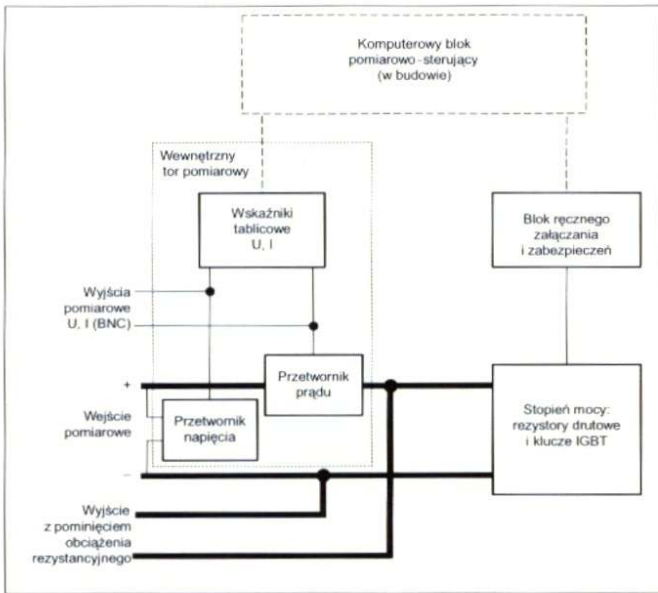 Komputerowy blok
pomiarowo-sterujący
(w budowie)
Wewnętrzny
tor pomiarowy
Wskaźniki
tablicowe
U, I
Blok ręcznego
załączania
i zabezpieczeń
Wyjścia
pomiarowe
U, I (BNC)
+
Przetwornik
prądu
Wejście
pomiarowe
Przetwornik
napięcia
Stopień mocy:
rezystory drutowe
i klucze IGBT
–
Wyjście
z pominięciem
obciążenia
rezystancyjnego